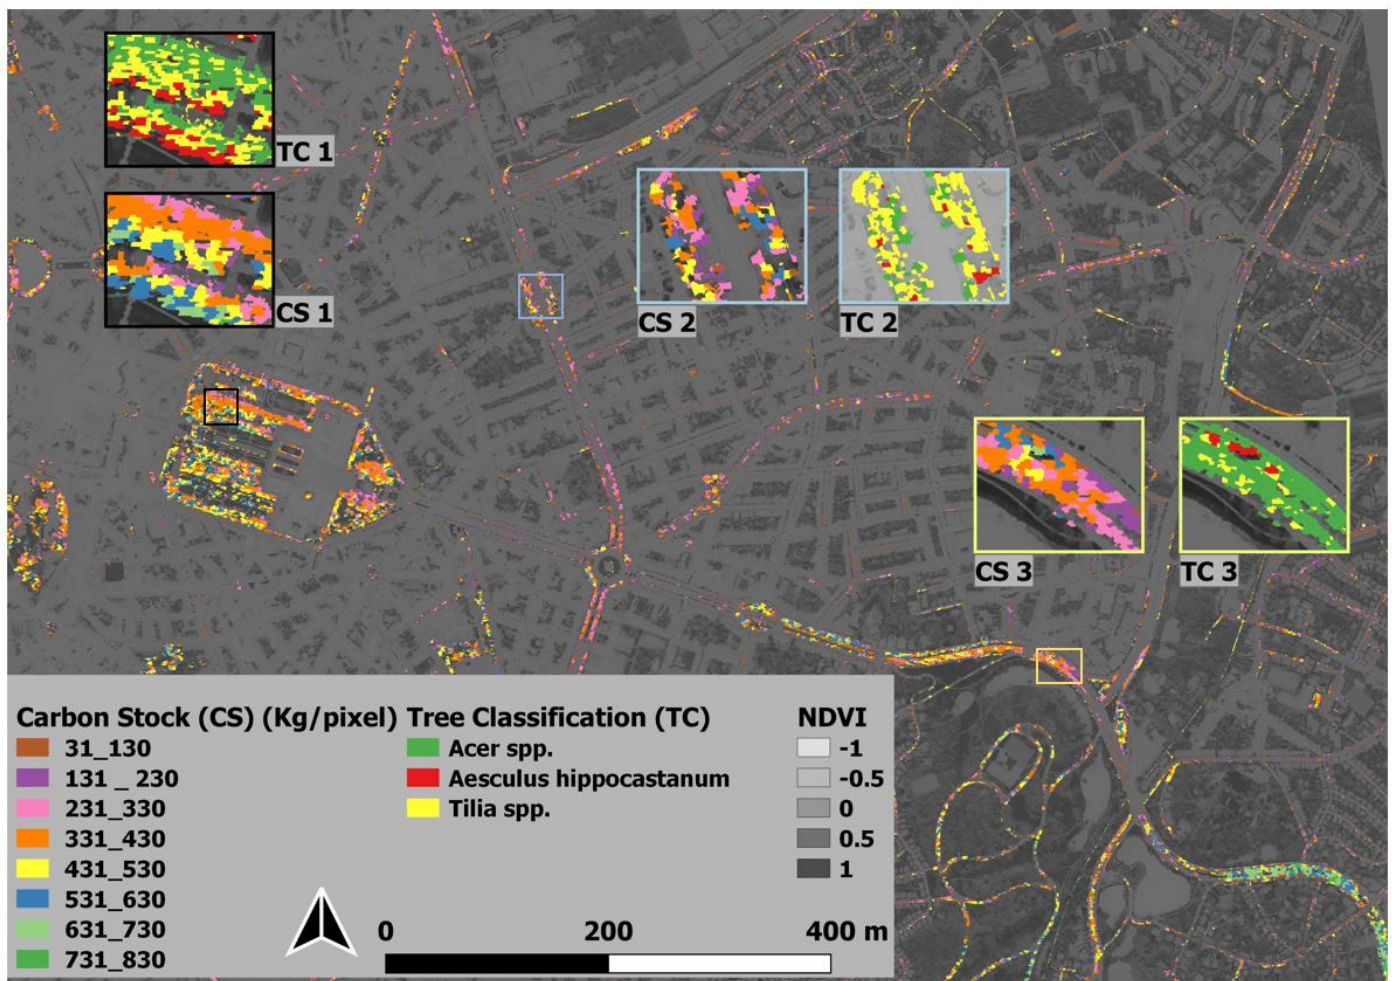 TC 1
CS 1
CS 2
TC 2
CS 3
TC 3
Carbon Stock (CS) (Kg/pixel)
31_130
131 _ 230
231_330
331_430
431_530
531_630
631_730
731_830
Tree Classification (TC)
Acer spp.
Aesculus hippocastanum
Tilia spp.
NDVI
-1
-0.5
0
0.5
1
0 200 400 m